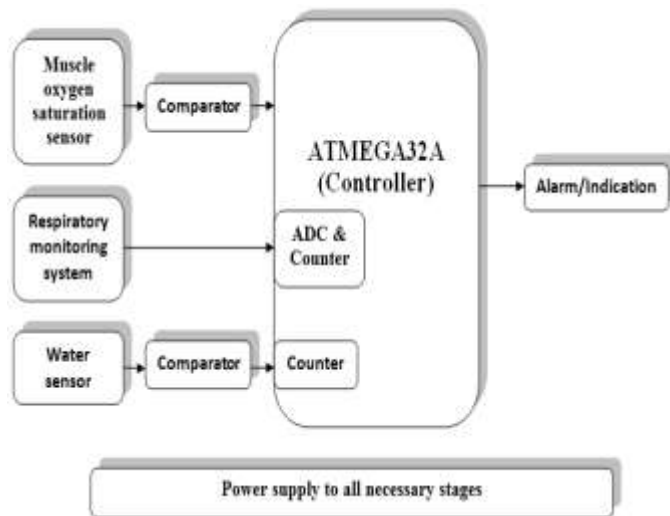 Muscle
oxygen
saturation
sensor
Comparator
ATMEGA32A
(Controller)
Alarm/Indication
Respiratory
monitoring
system
ADC &
Counter
Water
sensor
Comparator
Counter
Power supply to all necessary stages